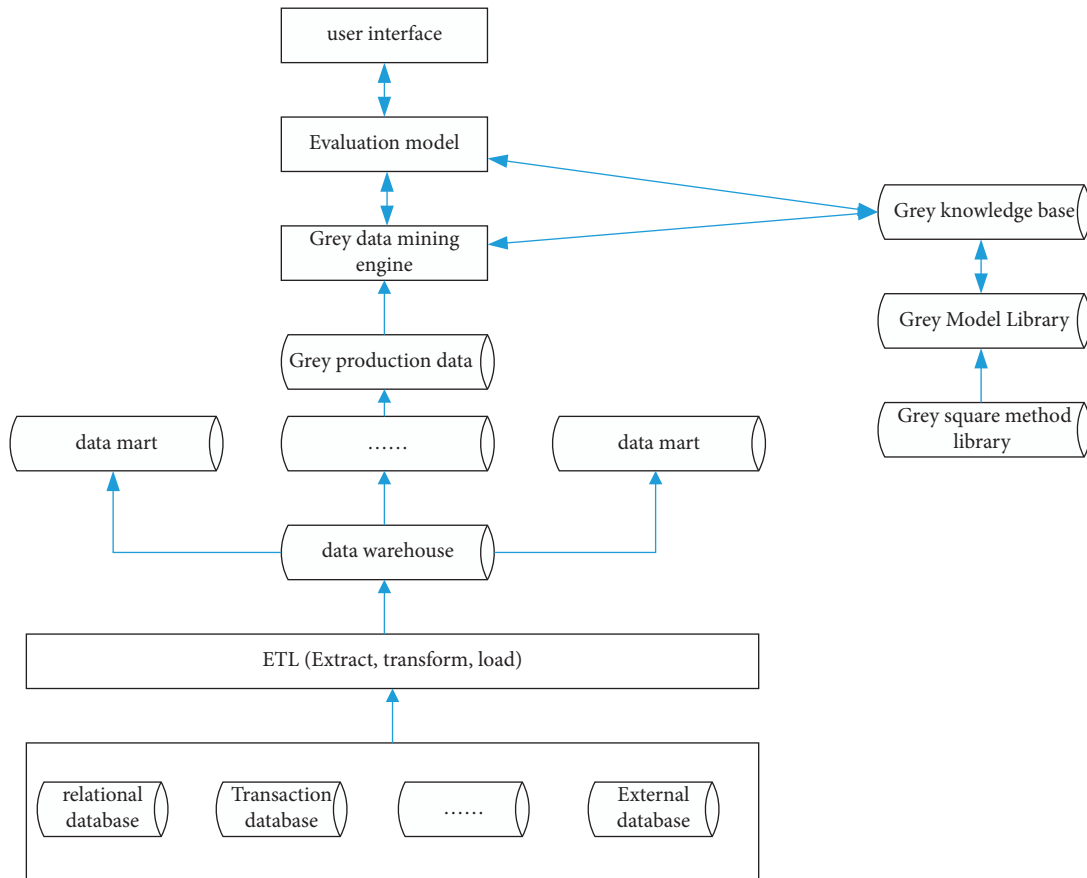 user interface
Evaluation model
Grey data mining
engine
Grey knowledge base
Grey Model Library
Grey production data
Grey square method
library
data mart
……
data mart
data warehouse
ETL (Extract, transform, load)
relational
database
Transaction
database
……
External
database